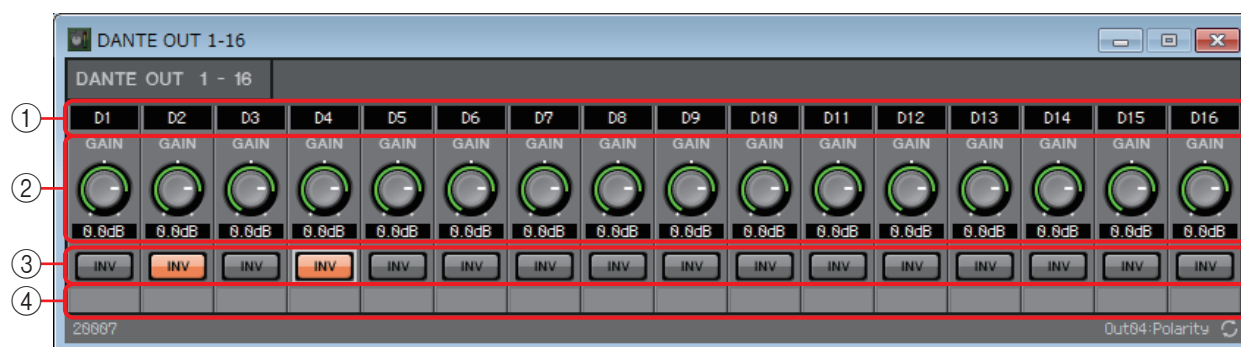 DANTE OUT 1-16
DANTE OUT 1 - 16
① D1 D2 D3 D4 D5 D6 D7 D8 D9 D10 D11 D12 D13 D14 D15 D16
GAIN GAIN GAIN GAIN GAIN GAIN GAIN GAIN GAIN GAIN GAIN GAIN GAIN GAIN GAIN GAIN
②
0.0dB 0.0dB 0.0dB 0.0dB 0.0dB 0.0dB 0.0dB 0.0dB 0.0dB 0.0dB 0.0dB 0.0dB 0.0dB 0.0dB 0.0dB 0.0dB
③ INV INV INV INV INV INV INV INV INV INV INV INV INV INV INV INV
④
20007 Out04:Polarity